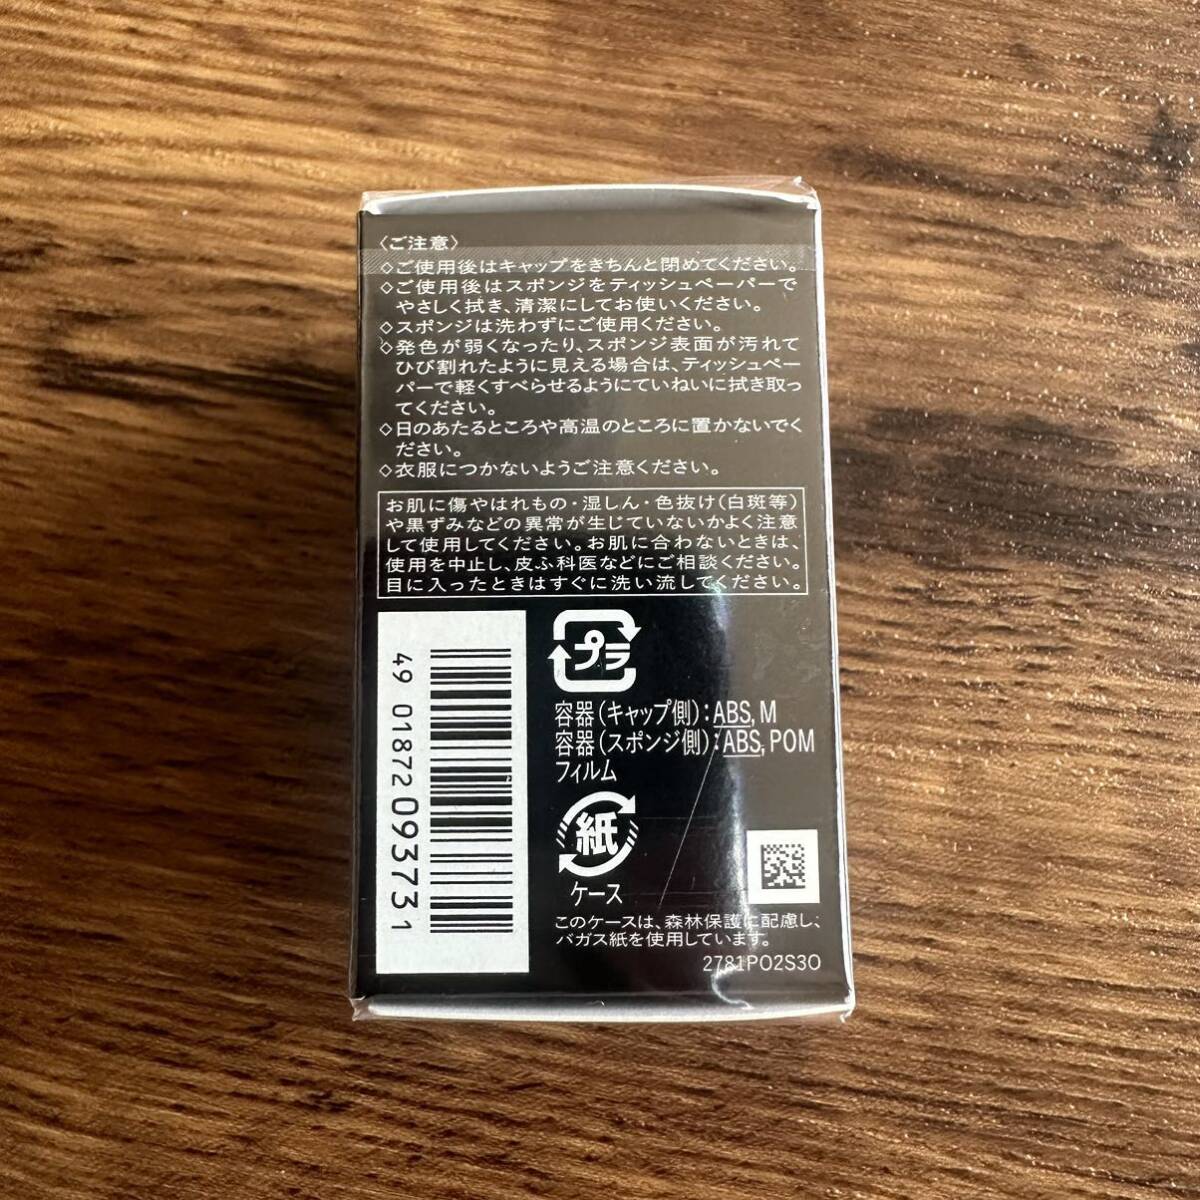 〈ご注意〉
◇ご使用後はキャップをきちんと閉めてください。
◇ご使用後はスポンジをティッシュペーパーで
やさしく拭き、清潔にしてお使いください。
◇スポンジは洗わずにご使用ください。
◇発色が弱くなったり、スポンジ表面が汚れて
ひび割れたように見える場合は、ティッシュペー
パーで軽くすべらせるようにていねいに拭き取っ
てください。
◇日のあたるところや高温のところに置かないでく
ださい。
◇衣服につかないようご注意ください。
お肌に傷やはれもの・湿しん・色抜け(白斑等)
や黒ずみなどの異常が生じていないかよく注意
して使用してください。お肌に合わないときは、
使用を中止し、皮ふ科医などにご相談ください。
目に入ったときはすぐに洗い流してください。
49 01872 093731
プラ
容器(キャップ側):ABS, M
容器(スポンジ側):ABS, POM
フィルム
紙
ケース
このケースは、森林保護に配慮し、
バガス紙を使用しています。
2781P02S30